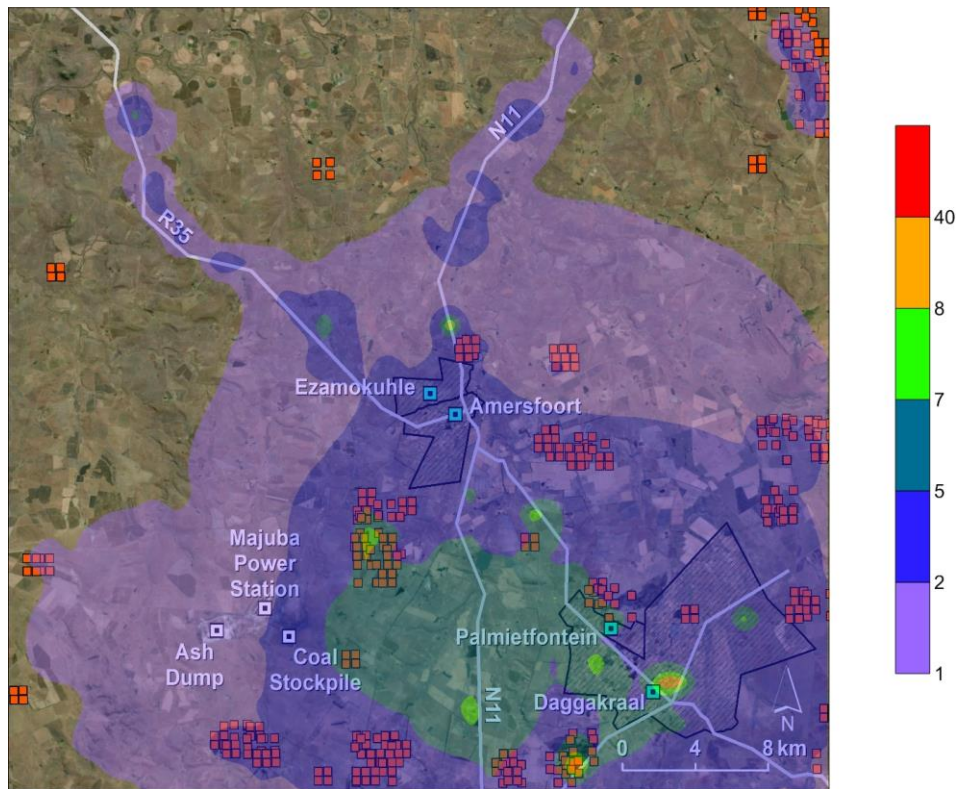 N11
R35
40
8
7
5
2
1
Ezamokuhle
Amersfoort
Majuba
Power
Station
Ash
Dump
Coal
Stockpile
Palmietfontein
Daggakraal
N11
N
0 4 8 km